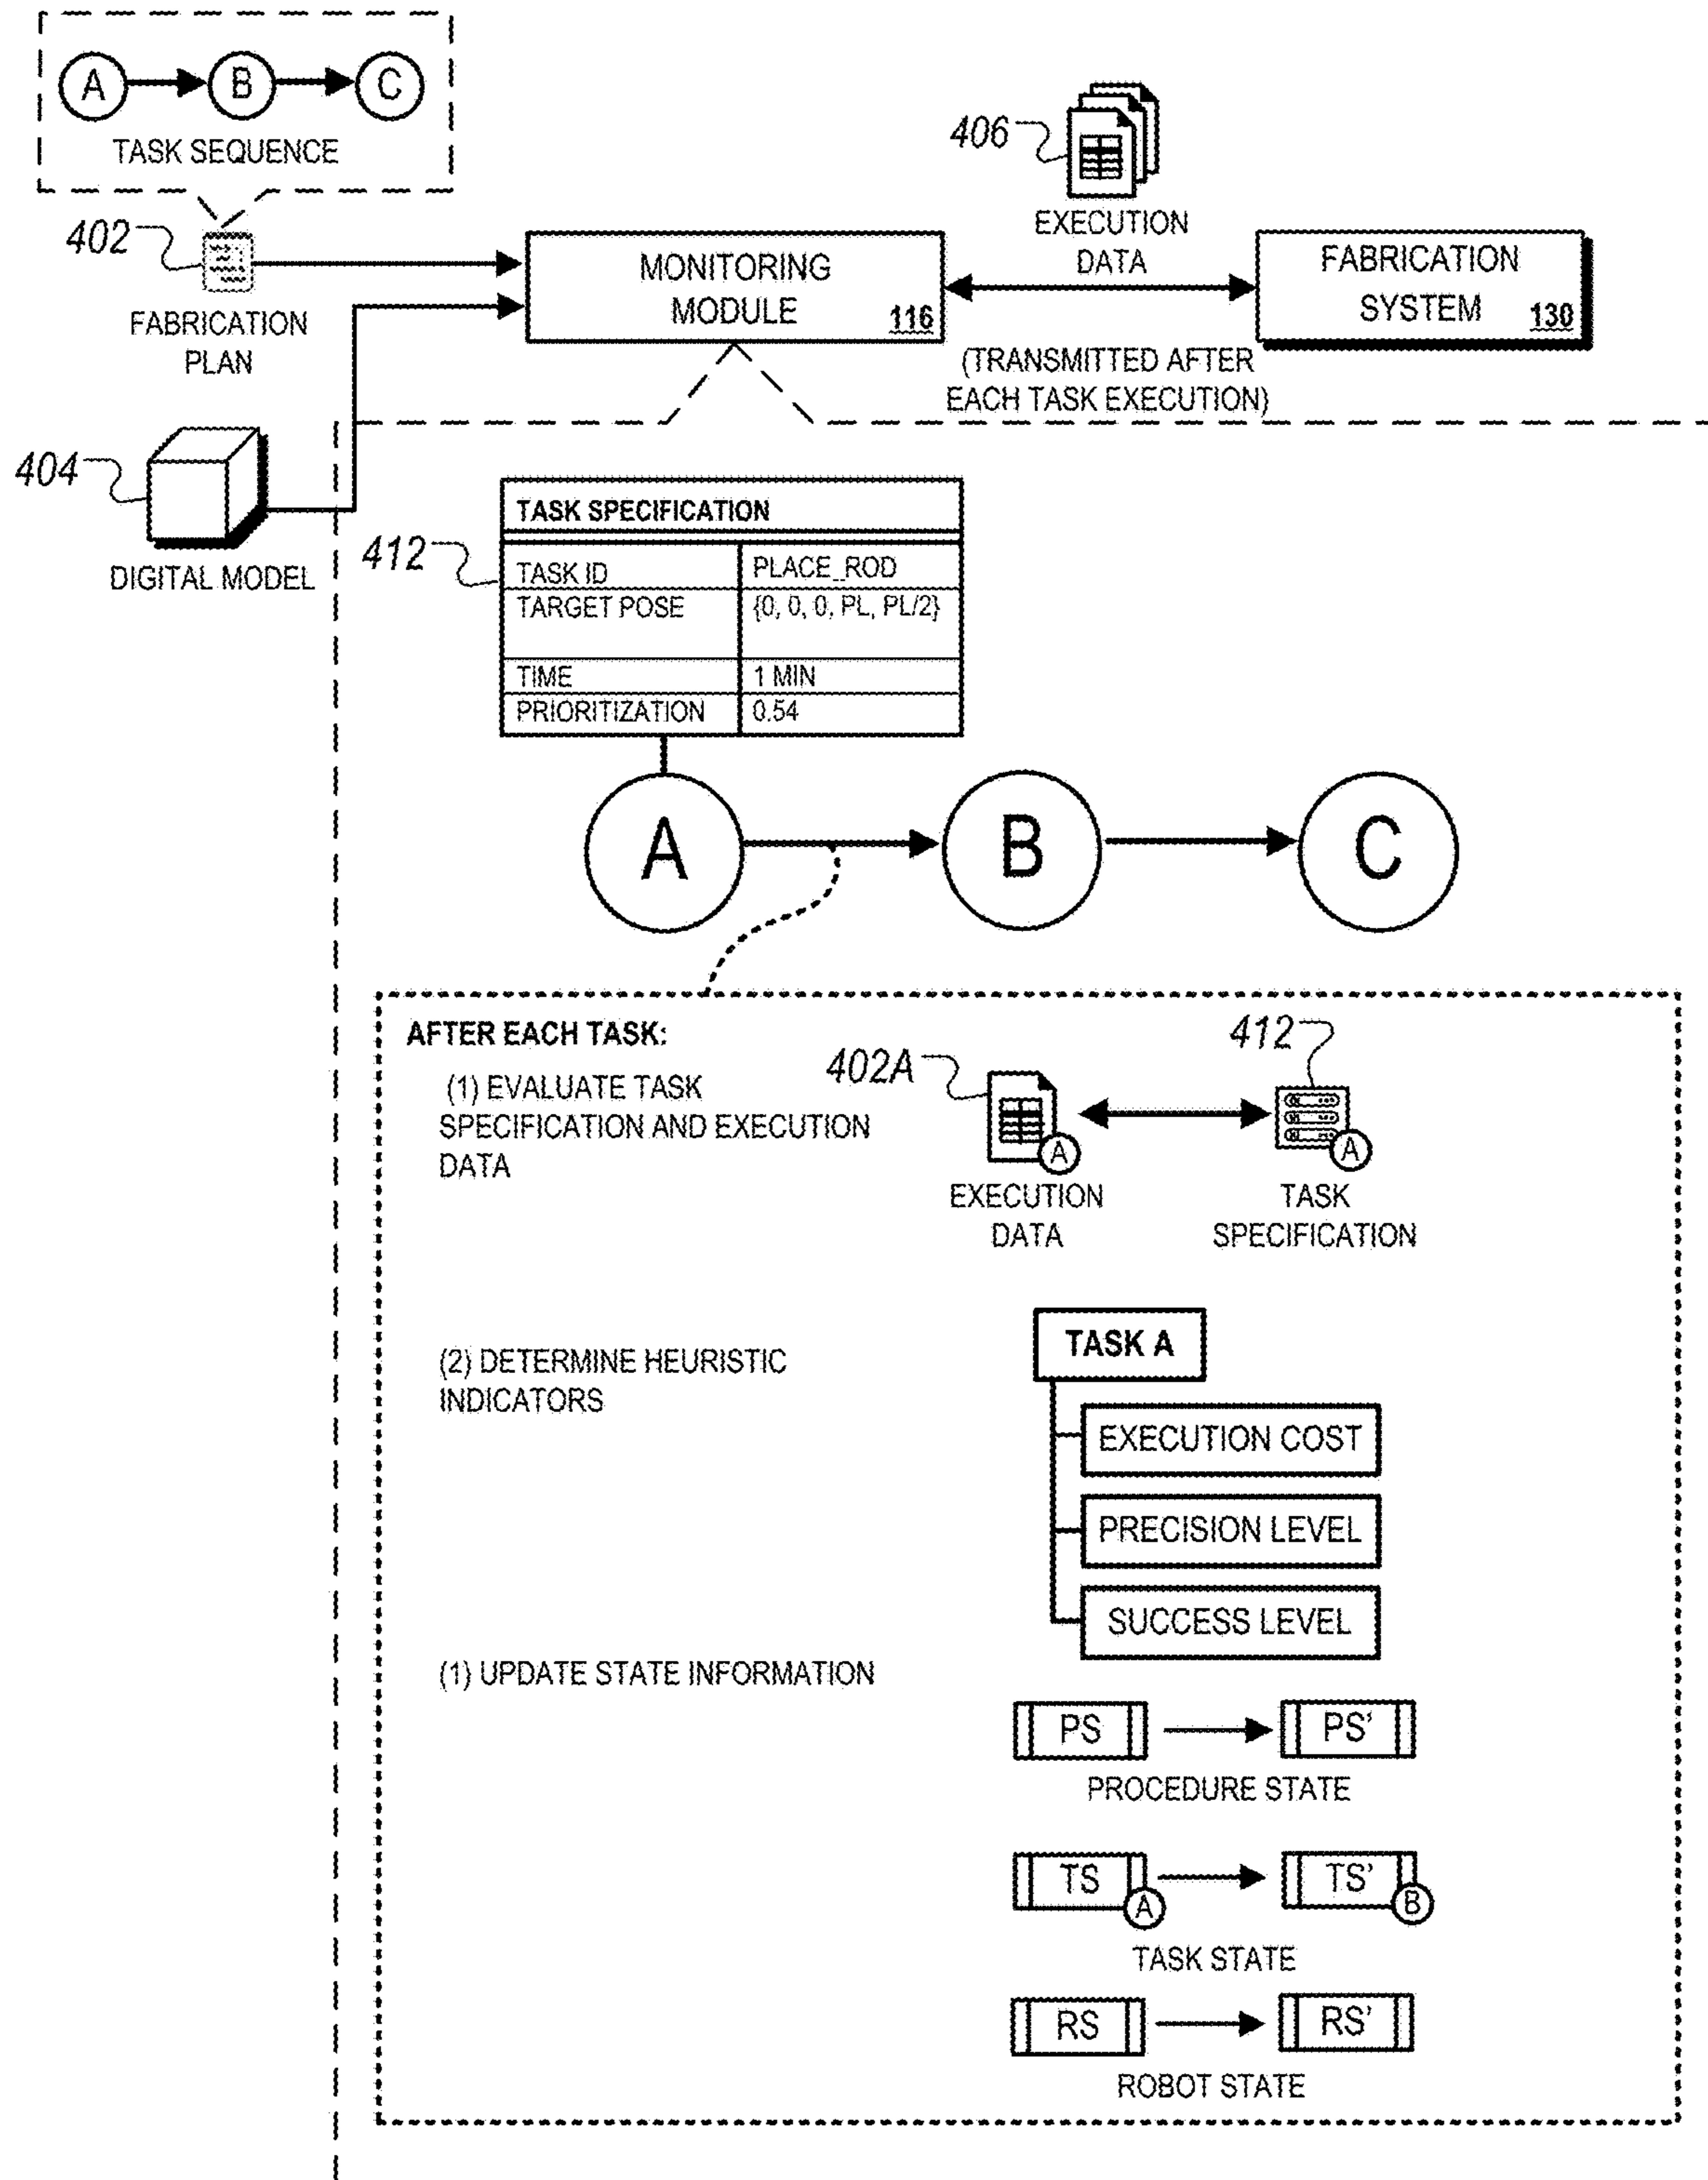 A B C
TASK SEQUENCE
402
FABRICATION
PLAN
404
DIGITAL MODEL
MONITORING
MODULE 116
406
EXECUTION
DATA
(TRANSMITTED AFTER
EACH TASK EXECUTION)
FABRICATION
SYSTEM 130
412
TASK SPECIFICATION
TASK ID PLACE_ROD
TARGET POSE {0, 0, 0, PL, PL/2}
TIME 1 MIN
PRIORITIZATION 0.54
A B C
AFTER EACH TASK:
(1) EVALUATE TASK
SPECIFICATION AND EXECUTION
DATA
402A
A
EXECUTION
DATA
412
A
TASK
SPECIFICATION
(2) DETERMINE HEURISTIC
INDICATORS
TASK A
EXECUTION COST
PRECISION LEVEL
SUCCESS LEVEL
(1) UPDATE STATE INFORMATION
PS PS'
PROCEDURE STATE
TS A TS' B
TASK STATE
RS RS'
ROBOT STATE